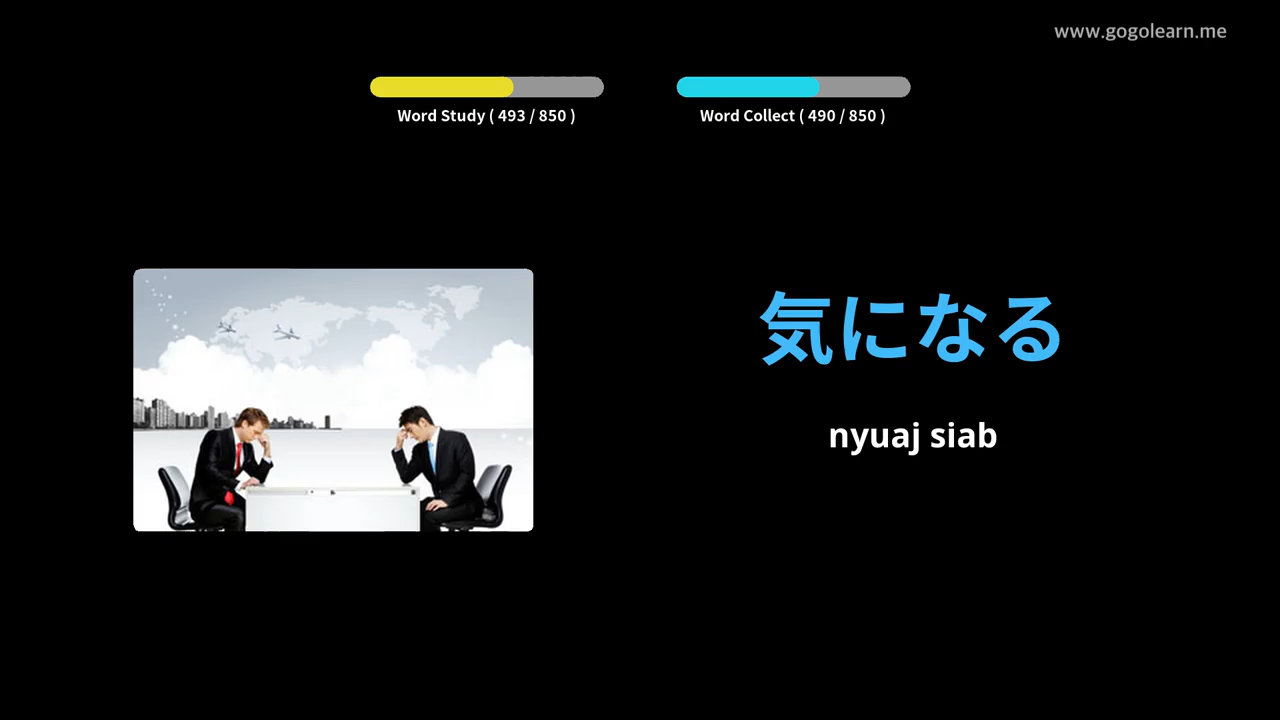 www.gogolearn.me
Word Study ( 493 / 850 )
Word Collect ( 490 / 850 )
気になる
nyuaj siab